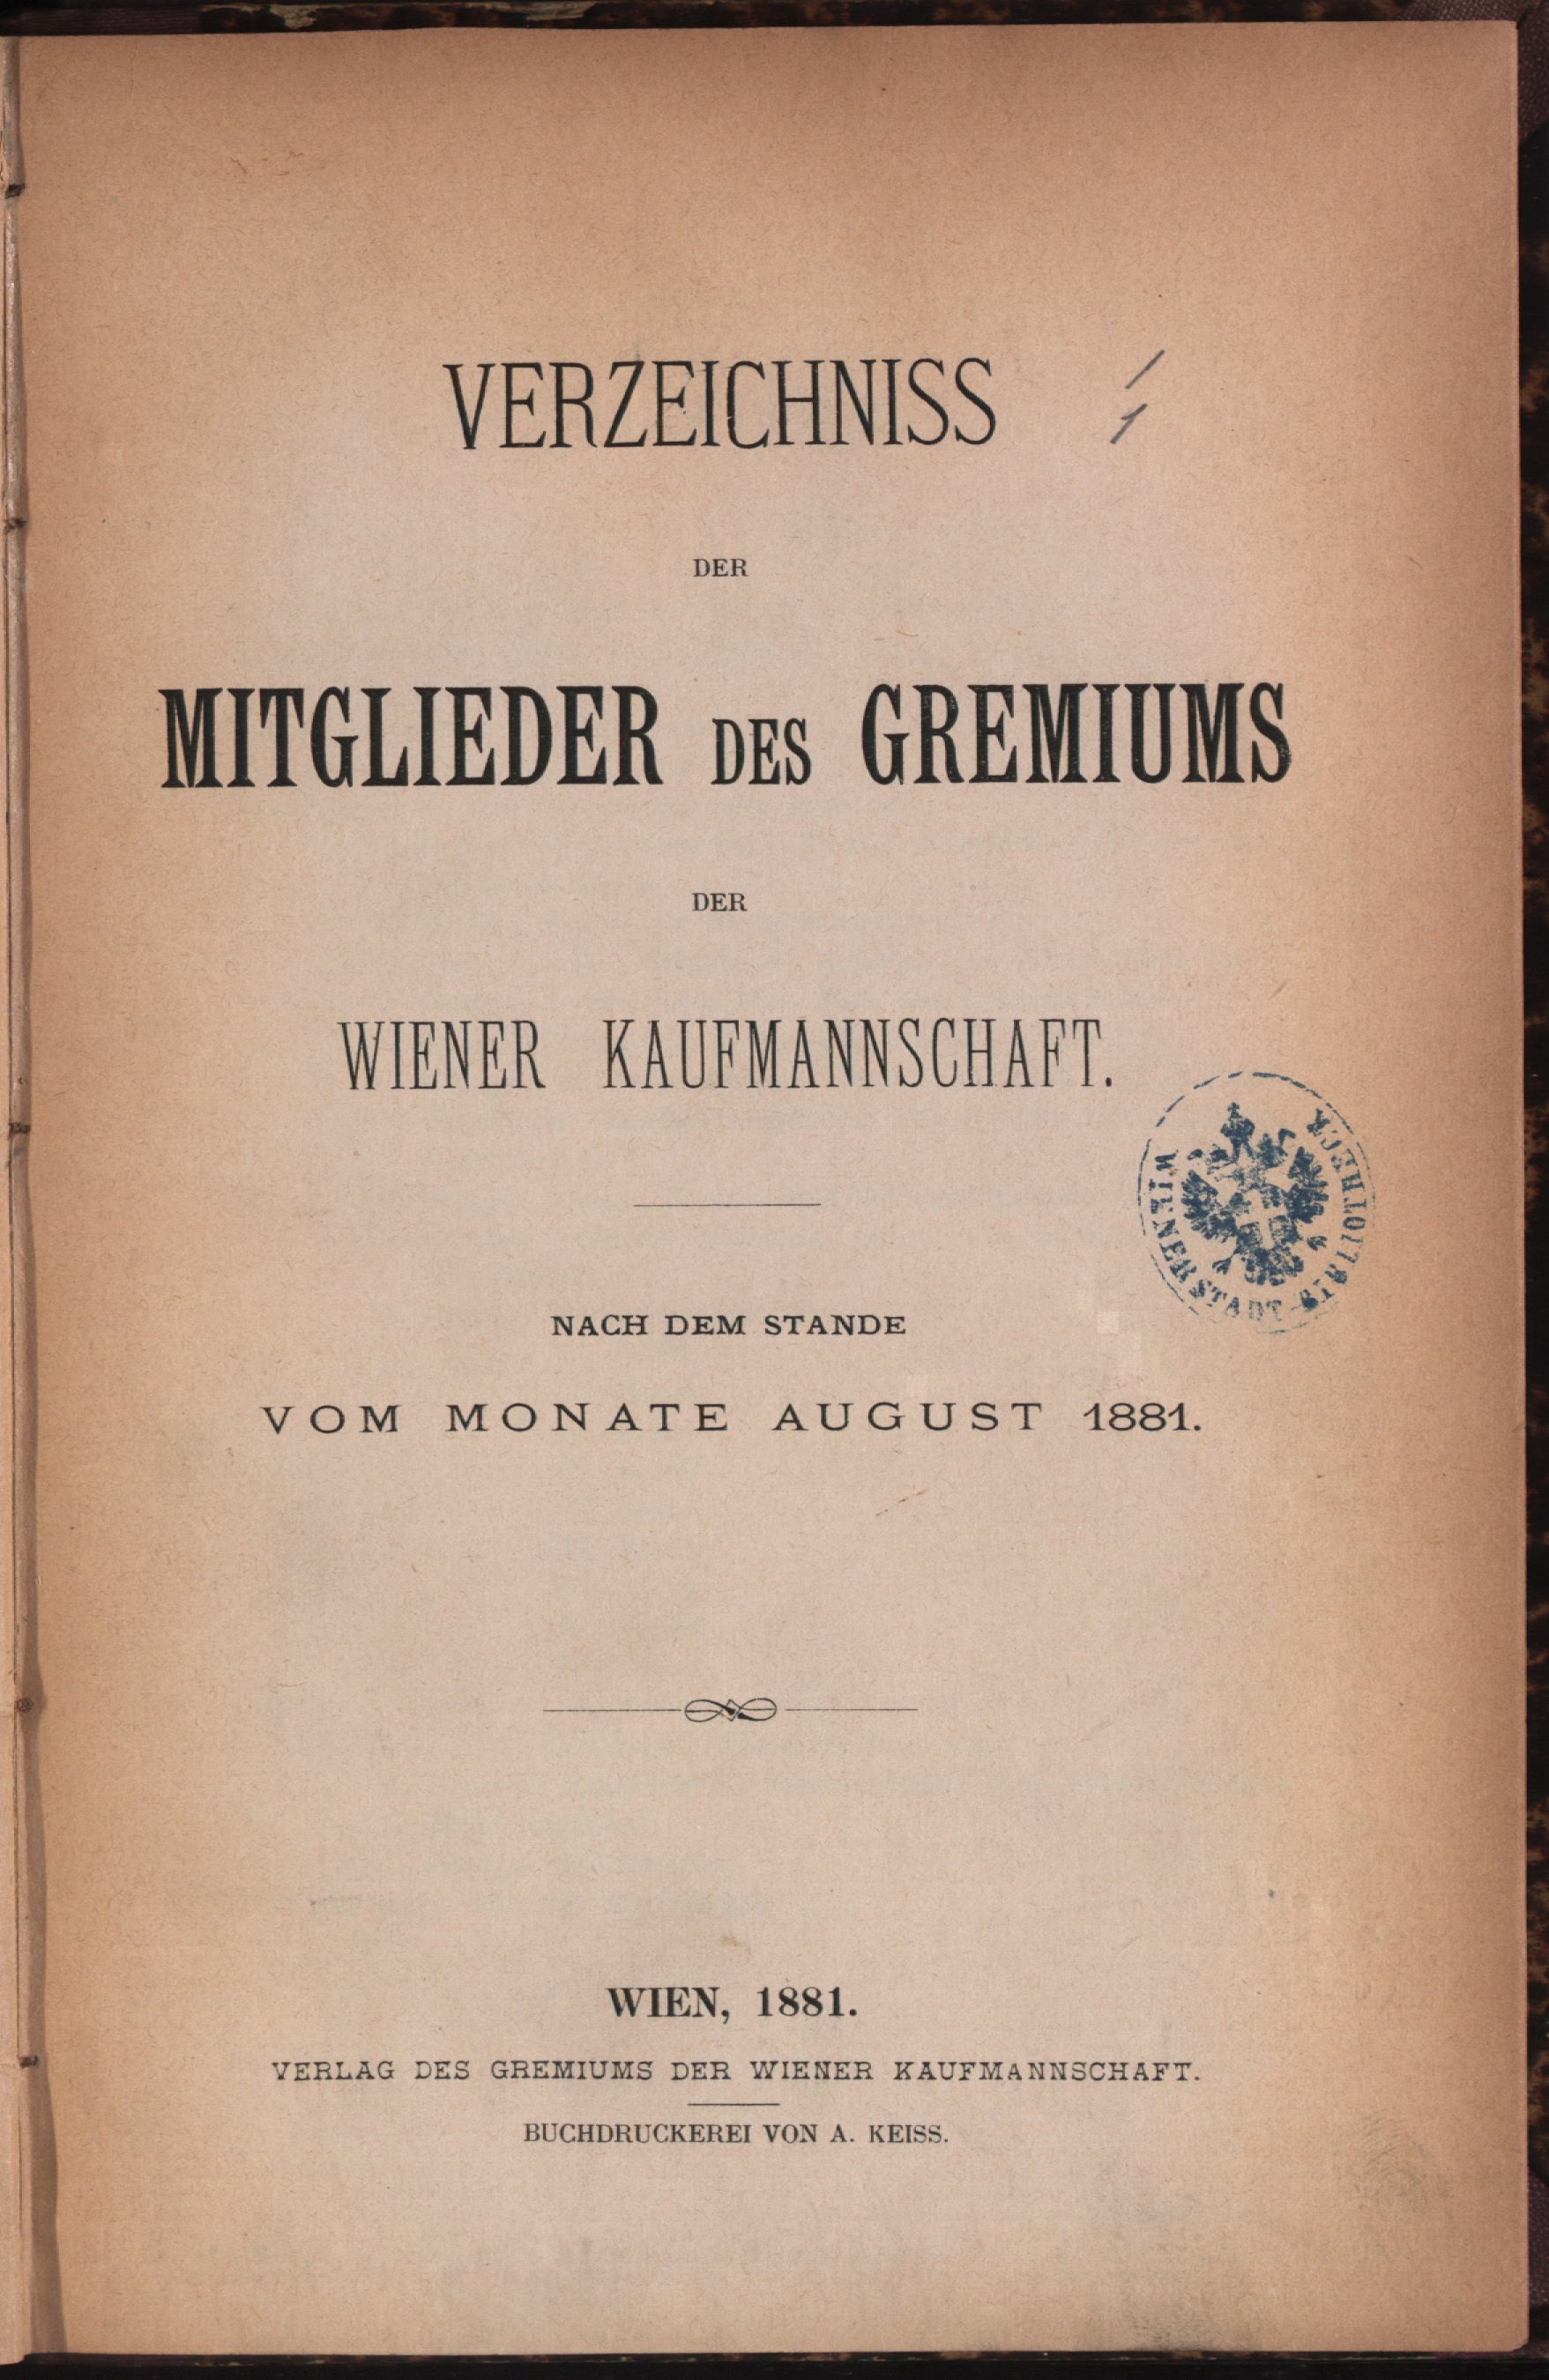 VERZEICHNISS
DER
MITGLIEDER DES GREMIUMS
DER
WIENER KAUFMANNSCHAFT.
WIENER STADT-BIBLIOTHECK
NACH DEM STANDE
VOM MONATE AUGUST 1881.
WIEN, 1881.
VERLAG DES GREMIUMS DER WIENER KAUFMANNSCHAFT.
BUCHDRUCKEREI VON A. KEISS.